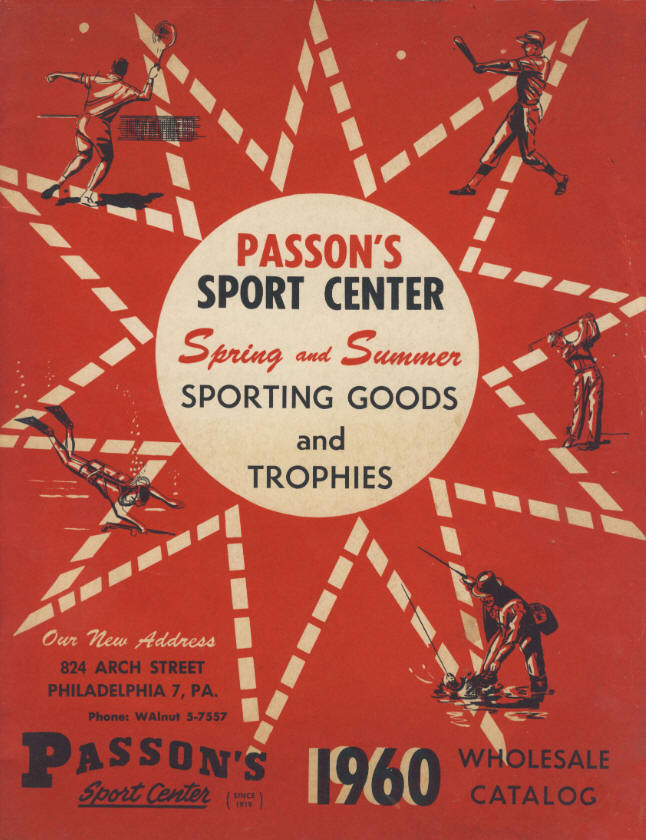 PASSON'S
SPORT CENTER
Spring and Summer
SPORTING GOODS
and
TROPHIES
Our New Address
824 ARCH STREET
PHILADELPHIA 7, PA.
Phone: WAlnut 5-7557
PASSON'S
Sport Center (SINCE 1919)
1960
WHOLESALE
CATALOG